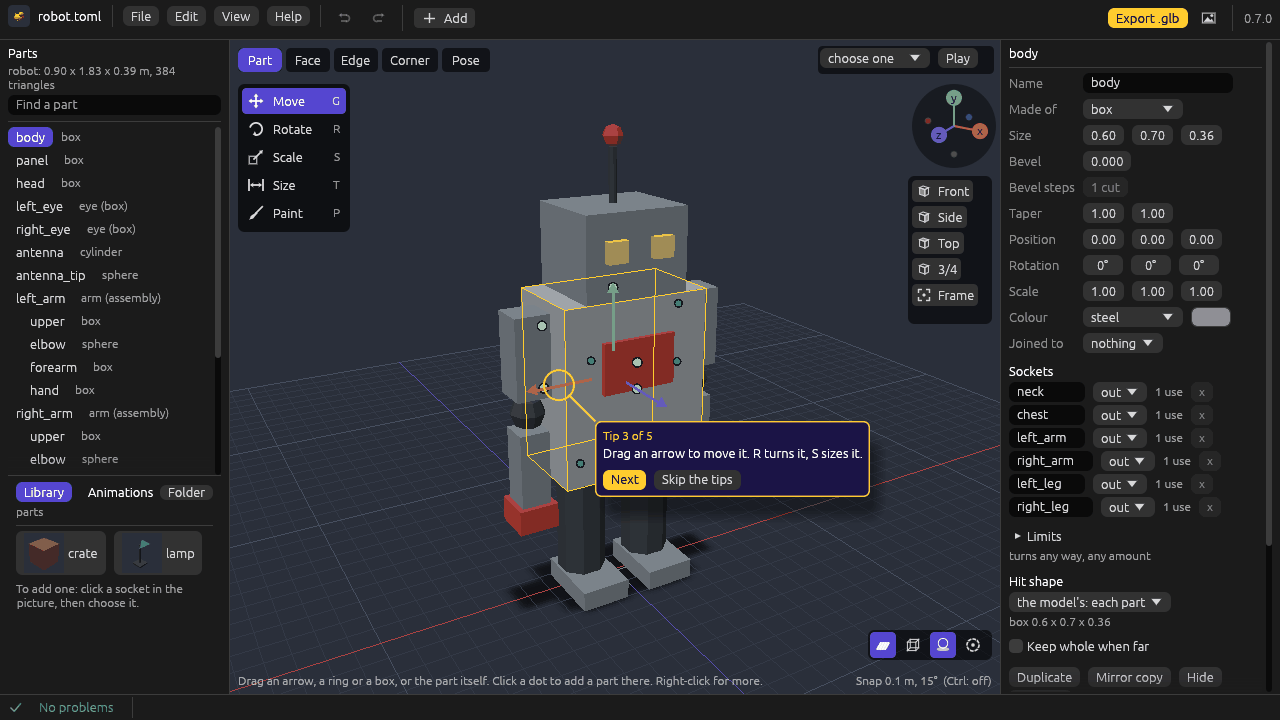 robot.toml
File
Edit
View
Help
Add
Export .glb
0.7.0
Parts
robot: 0.90 x 1.83 x 0.39 m, 384
triangles
Find a part
body box
panel box
head box
left_eye eye (box)
right_eye eye (box)
antenna cylinder
antenna_tip sphere
left_arm arm (assembly)
upper box
elbow sphere
forearm box
hand box
right_arm arm (assembly)
upper box
elbow sphere
Library Animations Folder
parts
crate
lamp
To add one: click a socket in the
picture, then choose it.
Part Face Edge Corner Pose
Move G
Rotate R
Scale S
Size T
Paint P
choose one Play
y
x
z
Front
Side
Top
3/4
Frame
Tip 3 of 5
Drag an arrow to move it. R turns it, S sizes it.
Next Skip the tips
Drag an arrow, a ring or a box, or the part itself. Click a dot to add a part there. Right-click for more.
Snap 0.1 m, 15° (Ctrl: off)
body
Name body
Made of box
Size 0.60 0.70 0.36
Bevel 0.000
Bevel steps 1 cut
Taper 1.00 1.00
Position 0.00 0.00 0.00
Rotation 0° 0° 0°
Scale 1.00 1.00 1.00
Colour steel
Joined to nothing
Sockets
neck out 1 use x
chest out 1 use x
left_arm out 1 use x
right_arm out 1 use x
left_leg out 1 use x
right_leg out 1 use x
Limits
turns any way, any amount
Hit shape
the model's: each part
box 0.6 x 0.7 x 0.36
Keep whole when far
Duplicate Mirror copy Hide
No problems